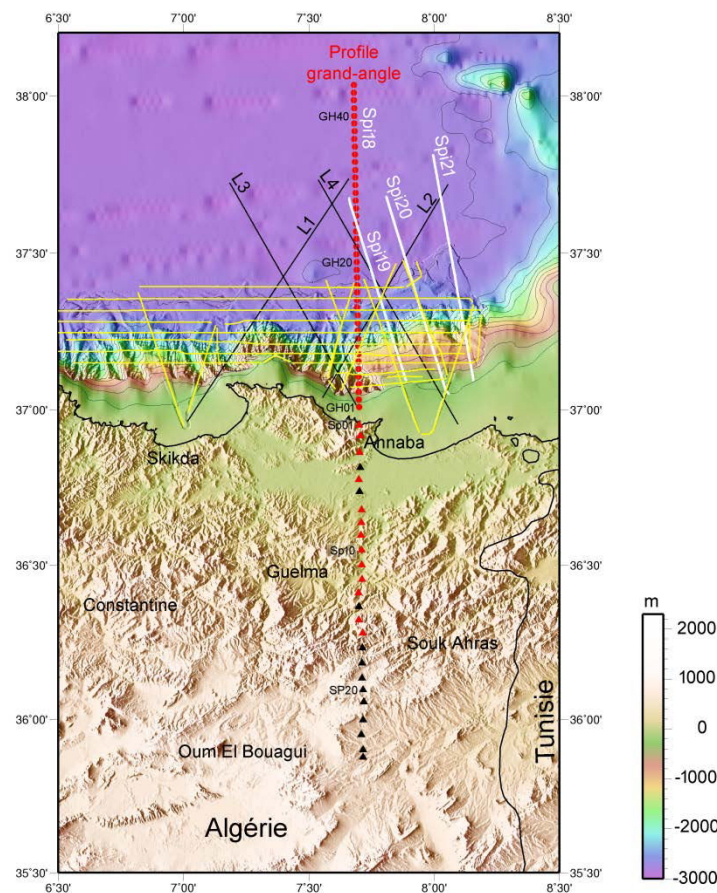 6°30' 7°00' 7°30' 8°00' 8°30'
Profile
grand-angle
38°00'
38°00'
GH40
Spi18
Spi21
L3
L4
L1
Spi20
L2
37°30'
37°30'
GH20
Spi19
37°00'
37°00'
GH01
Sp01
Annaba
Skikda
36°30'
36°30'
Sp10
Guelma
Constantine
Souk Ahras
SP20
36°00'
36°00'
Oum El Bouagui
Tunisie
Algérie
35°30'
35°30'
6°30' 7°00' 7°30' 8°00' 8°30'
m
2000
1000
0
-1000
-2000
-3000